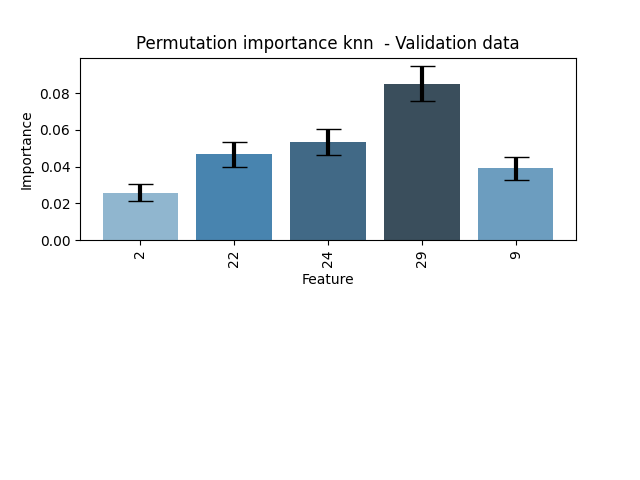 Permutation importance knn  - Validation data
Importance
0.08
0.06
0.04
0.02
0.00
2 22 24 29 9
Feature